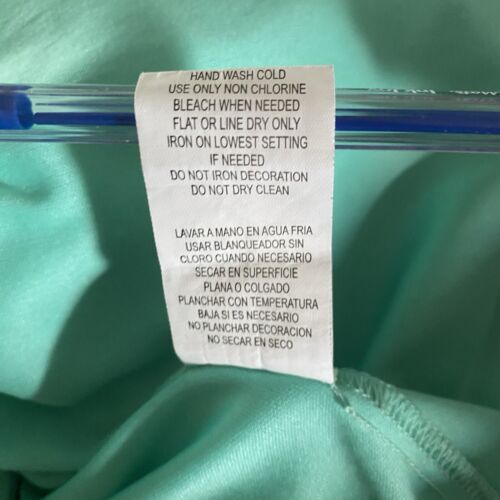 HAND WASH COLD
USE ONLY NON CHLORINE
BLEACH WHEN NEEDED
FLAT OR LINE DRY ONLY
IRON ON LOWEST SETTING
IF NEEDED
DO NOT IRON DECORATION
DO NOT DRY CLEAN
LAVAR A MANO EN AGUA FRIA
USAR BLANQUEADOR SIN
CLORO CUANDO NECESARIO
SECAR EN SUPERFICIE
PLANA O COLGADO
PLANCHAR CON TEMPERATURA
BAJA SI ES NECESARIO
NO PLANCHAR DECORACION
NO SECAR EN SECO